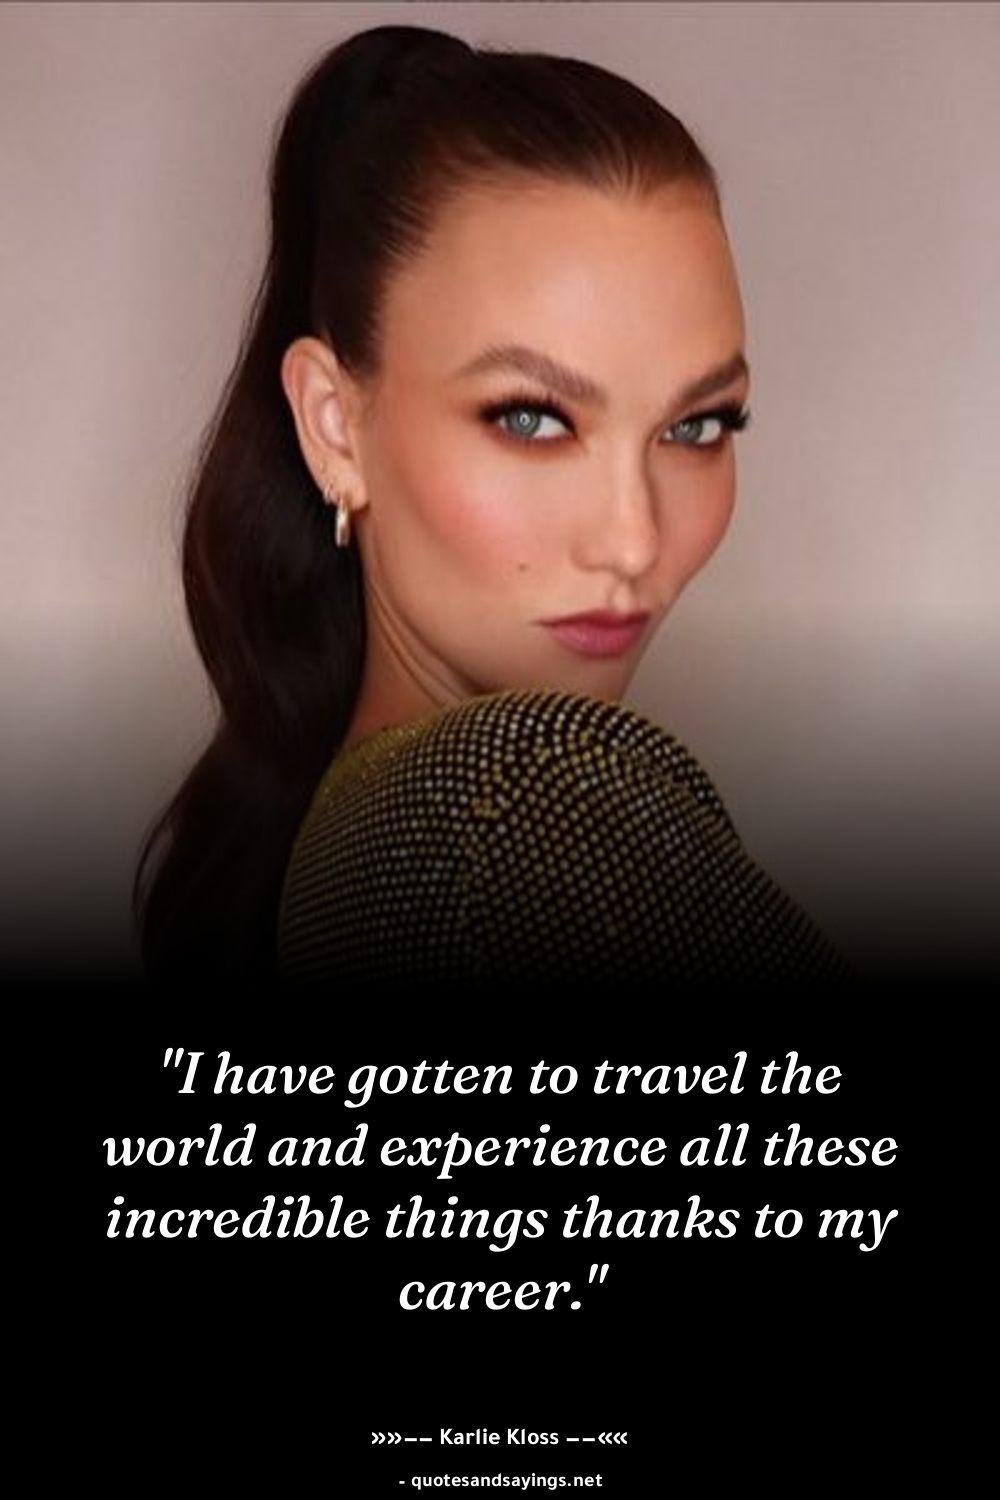 "I have gotten to travel the
world and experience all these
incredible things thanks to my
career."
»»−− Karlie Kloss −−««
- quotesandsayings.net